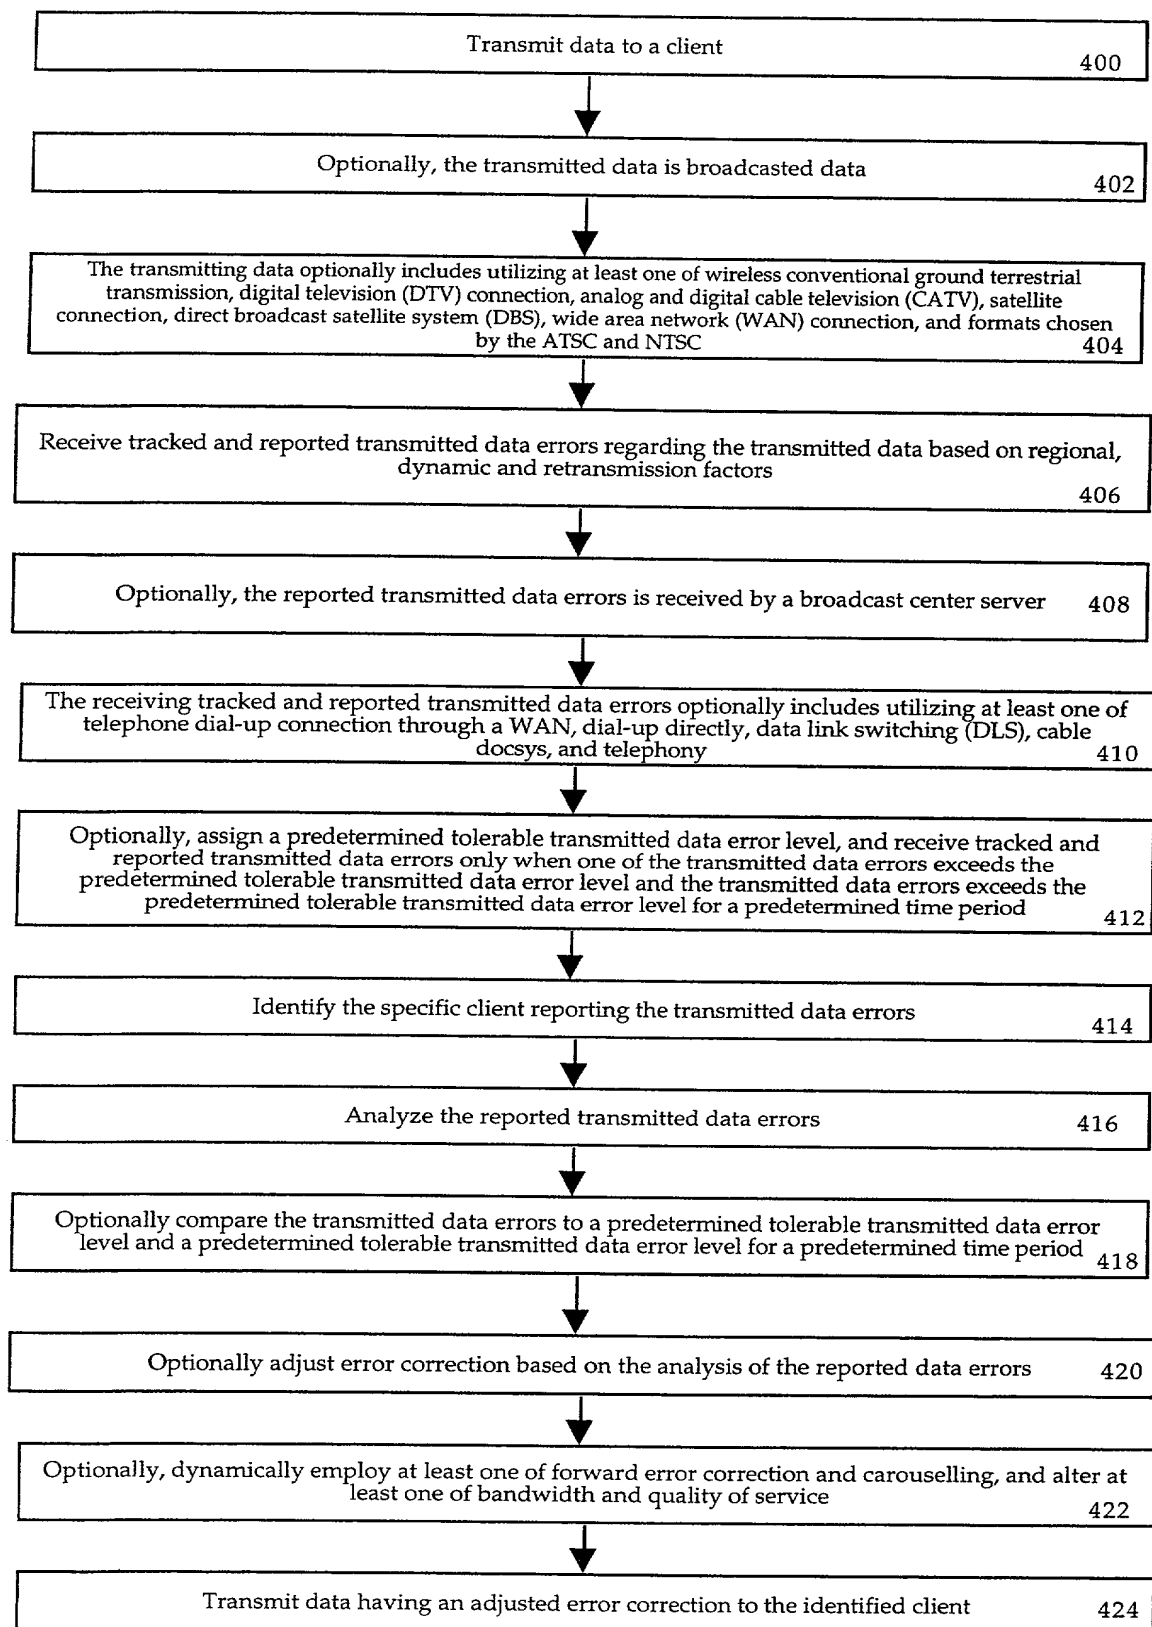 Transmit data to a client
400
Optionally, the transmitted data is broadcasted data
402
The transmitting data optionally includes utilizing at least one of wireless conventional ground terrestrial
transmission, digital television (DTV) connection, analog and digital cable television (CATV), satellite
connection, direct broadcast satellite system (DBS), wide area network (WAN) connection, and formats chosen
by the ATSC and NTSC
404
Receive tracked and reported transmitted data errors regarding the transmitted data based on regional,
dynamic and retransmission factors
406
Optionally, the reported transmitted data errors is received by a broadcast center server 408
The receiving tracked and reported transmitted data errors optionally includes utilizing at least one of
telephone dial-up connection through a WAN, dial-up directly, data link switching (DLS), cable
docsys, and telephony
410
Optionally, assign a predetermined tolerable transmitted data error level, and receive tracked and
reported transmitted data errors only when one of the transmitted data errors exceeds the
predetermined tolerable transmitted data error level and the transmitted data errors exceeds the
predetermined tolerable transmitted data error level for a predetermined time period
412
Identify the specific client reporting the transmitted data errors
414
Analyze the reported transmitted data errors 416
Optionally compare the transmitted data errors to a predetermined tolerable transmitted data error
level and a predetermined tolerable transmitted data error level for a predetermined time period
418
Optionally adjust error correction based on the analysis of the reported data errors 420
Optionally, dynamically employ at least one of forward error correction and carouselling, and alter at
least one of bandwidth and quality of service
422
Transmit data having an adjusted error correction to the identified client 424